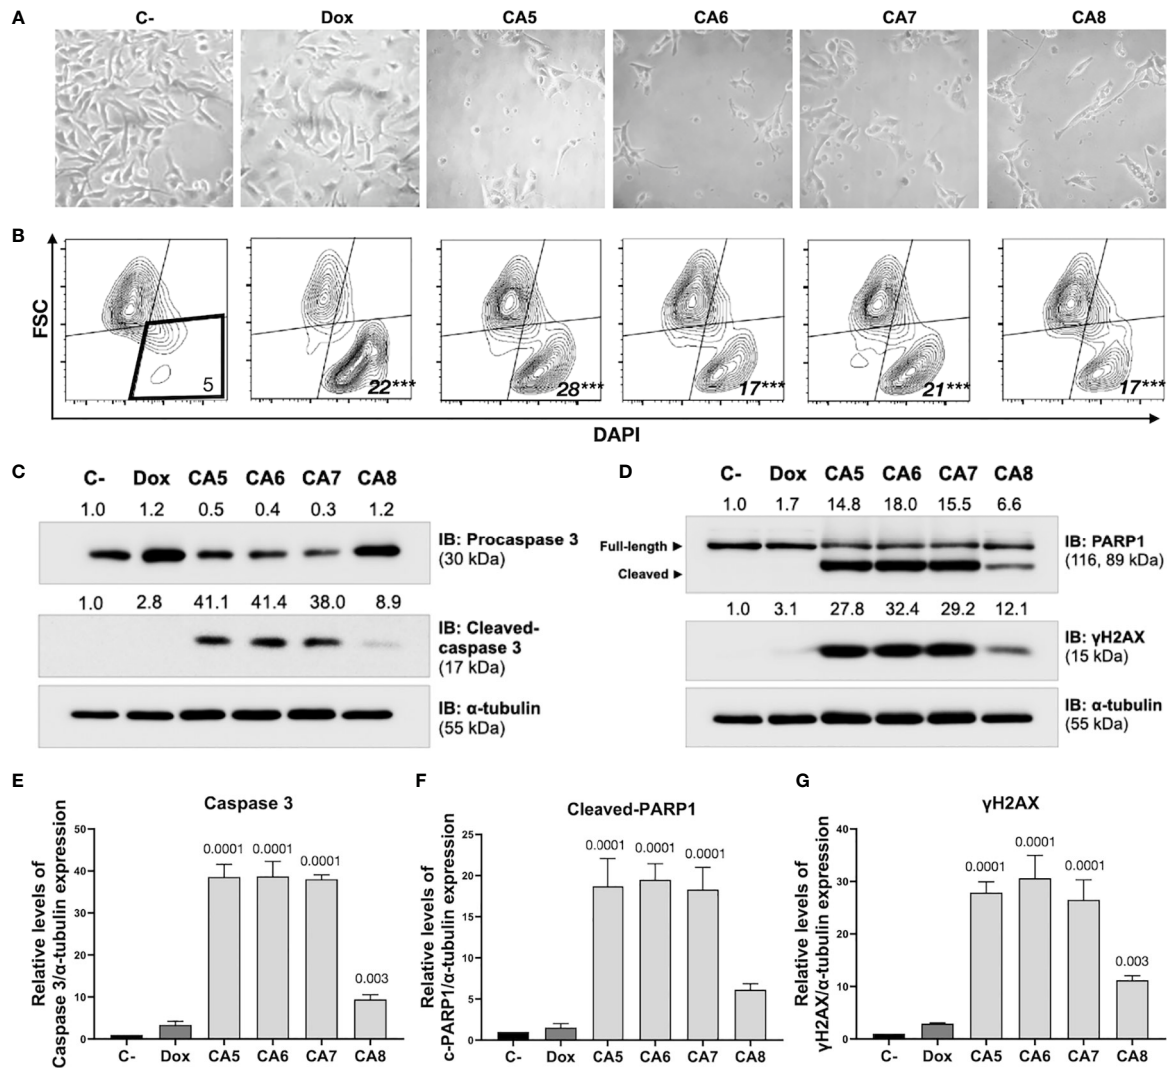 A
C-
Dox
CA5
CA6
CA7
CA8
B
FSC
5
22***
28***
17***
21***
17***
DAPI
C
C- Dox CA5 CA6 CA7 CA8
1.0 1.2 0.5 0.4 0.3 1.2
IB: Procaspase 3
(30 kDa)
1.0 2.8 41.1 41.4 38.0 8.9
IB: Cleaved-
caspase 3
(17 kDa)
IB: α-tubulin
(55 kDa)
D
C- Dox CA5 CA6 CA7 CA8
1.0 1.7 14.8 18.0 15.5 6.6
Full-length
Cleaved
IB: PARP1
(116, 89 kDa)
1.0 3.1 27.8 32.4 29.2 12.1
IB: γH2AX
(15 kDa)
IB: α-tubulin
(55 kDa)
E
Caspase 3
Relative levels of
Caspase 3/α-tubulin expression
50
40
30
20
10
0
0.0001
0.0001
0.0001
0.003
C- Dox CA5 CA6 CA7 CA8
F
Cleaved-PARP1
Relative levels of
c-PARP1/α-tubulin expression
25
20
15
10
5
0
0.0001
0.0001
0.0001
C- Dox CA5 CA6 CA7 CA8
G
γH2AX
Relative levels of
γH2AX/α-tubulin expression
40
30
20
10
0
0.0001
0.0001
0.0001
0.003
C- Dox CA5 CA6 CA7 CA8